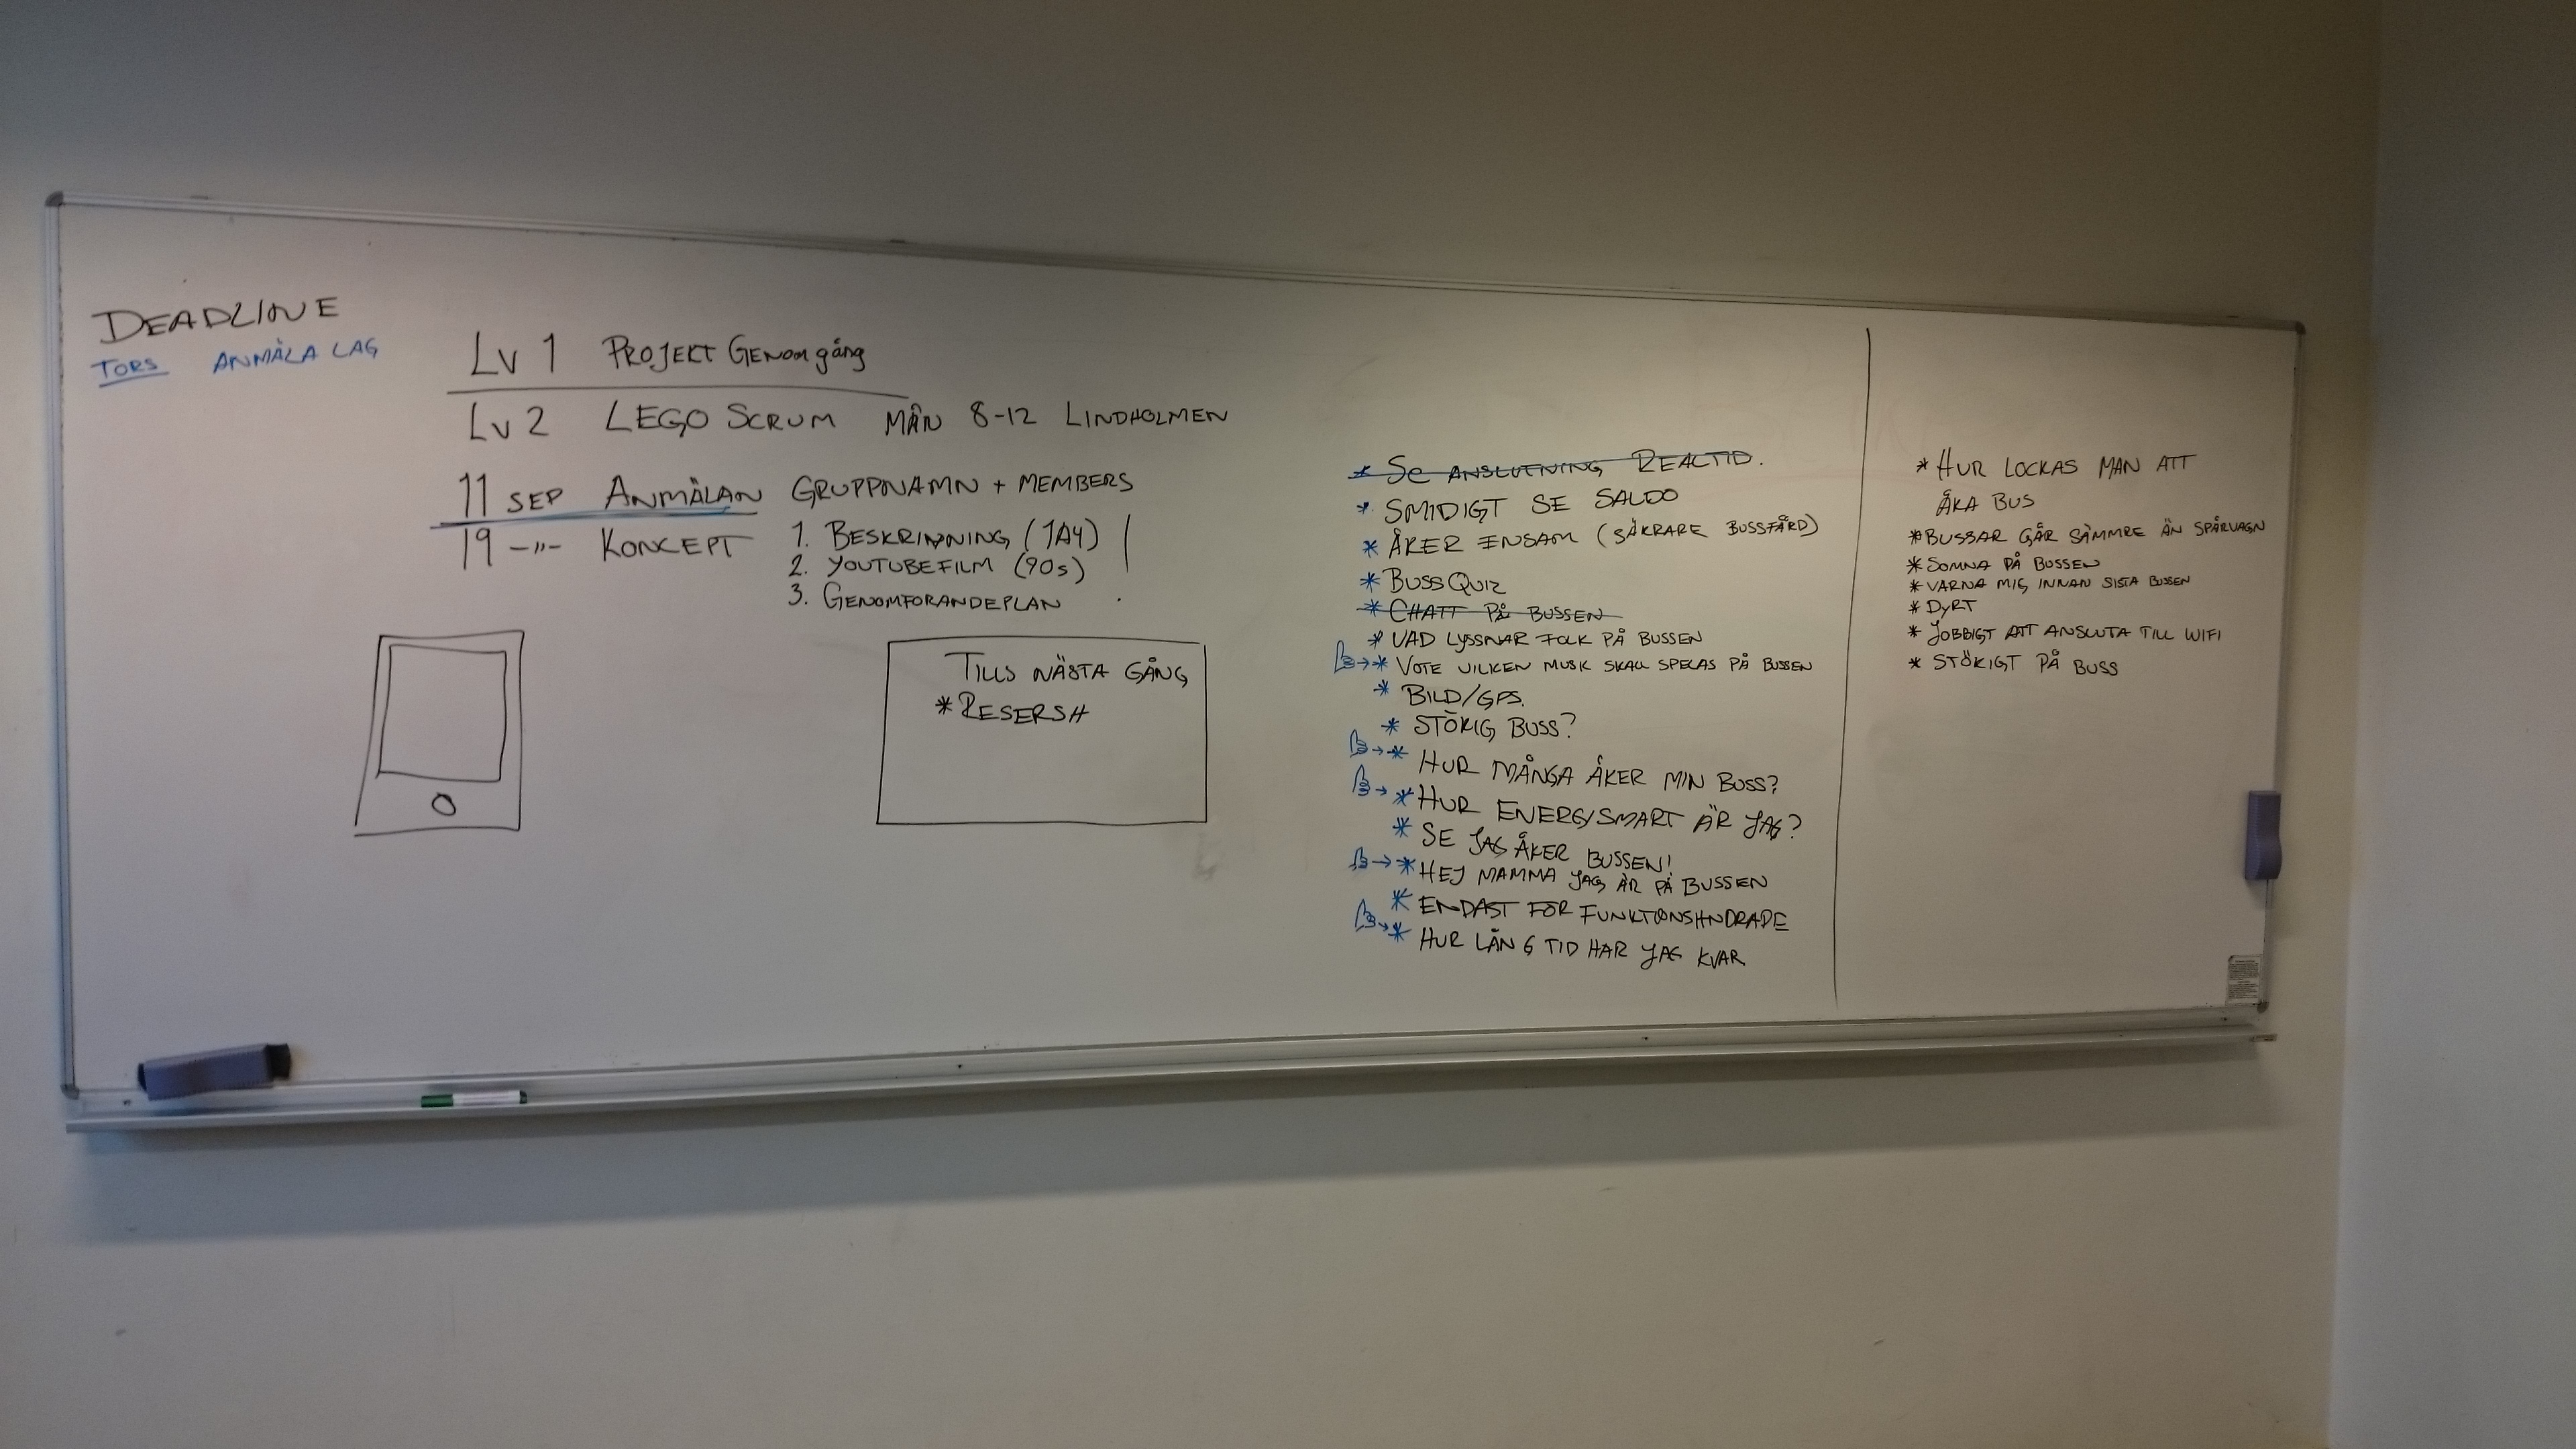 DEADLINE
TORS ANMÄLA LAG
Lv 1 PROJEKT GENOMgång
Lv 2 LEGO SCRUM MÅN 8-12 LINDHOLMEN
11 SEP ANMÄLAN GRUPPNAMN + MEMBERS
19 -"- KONCEPT 1. BESKRIVNING (1A4)
2. YOUTUBEFILM (90s)
3. GENOMFORANDEPLAN
TILLS NÄSTA GÅNG
* RESERSH
* Se ANSLUTNING REALTID.
* SMIDIGT SE SALDO
* ÅKER ENSAM (SÄKRARE BUSSFÄRD)
* BUSS QUIZ
* CHATT PÅ BUSSEN
* VAD LYSSNAR FOLK PÅ BUSSEN
→ * VOTE VILKEN MUSIK SKALL SPELAS PÅ BUSSEN
* BILD/GPS.
* STÖKIG BUSS?
→ * HUR MÅNGA ÅKER MIN BUSS?
→ * HUR ENERGISMART ÄR JAG?
* SE JAG ÅKER BUSSEN!
→ * HEJ MAMMA JAG ÄR PÅ BUSSEN
* ENDAST FÖR FUNKTIONSHNDRADE
→ * HUR LÅNG TID HAR JAG KVAR
* HUR LOCKAS MAN ATT
ÅKA BUS
* BUSSAR GÅR SÄMMRE ÄN SPÅRVAGN
* SOMNA PÅ BUSSEN
* VARNA MIG INNAN SISTA BUSSEN
* DyRT
* JOBBIGT ATT ANSLUTA TILL WIFI
* STÖKIGT PÅ BUSS